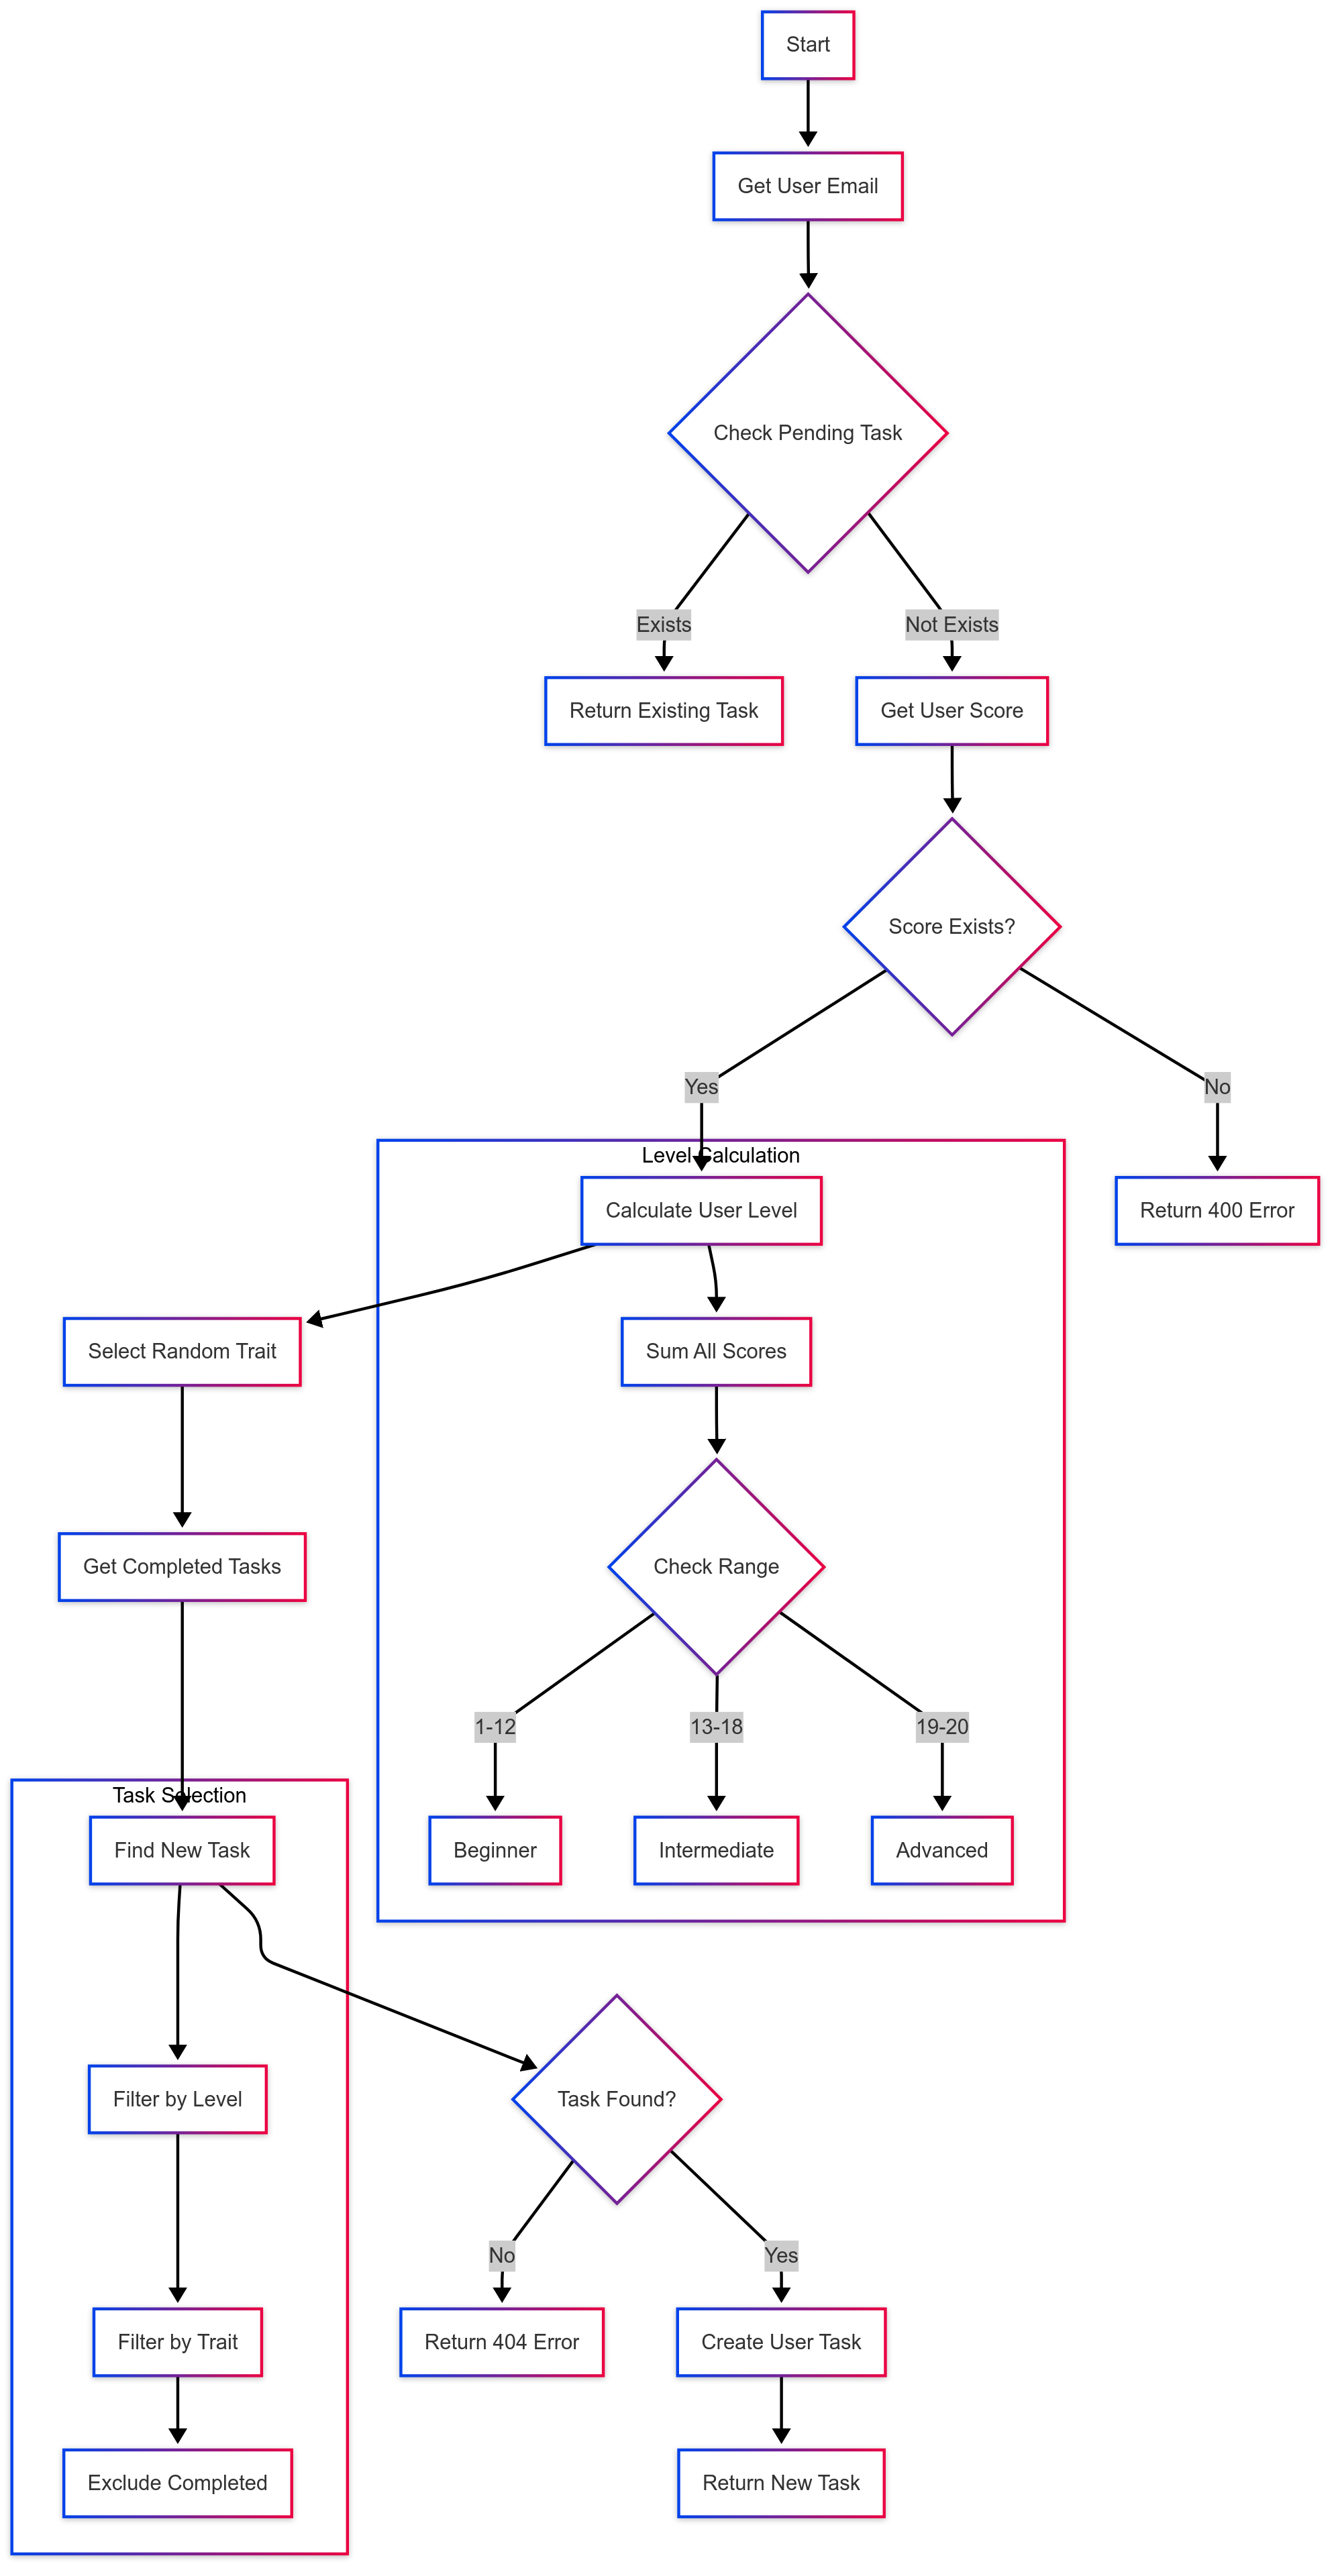 Start
Get User Email
Check Pending Task
Exists
Not Exists
Return Existing Task
Get User Score
Score Exists?
Yes
No
Level Calculation
Calculate User Level
Return 400 Error
Select Random Trait
Sum All Scores
Get Completed Tasks
Check Range
1-12
13-18
19-20
Task Selection
Find New Task
Beginner
Intermediate
Advanced
Filter by Level
Task Found?
No
Yes
Filter by Trait
Return 404 Error
Create User Task
Exclude Completed
Return New Task